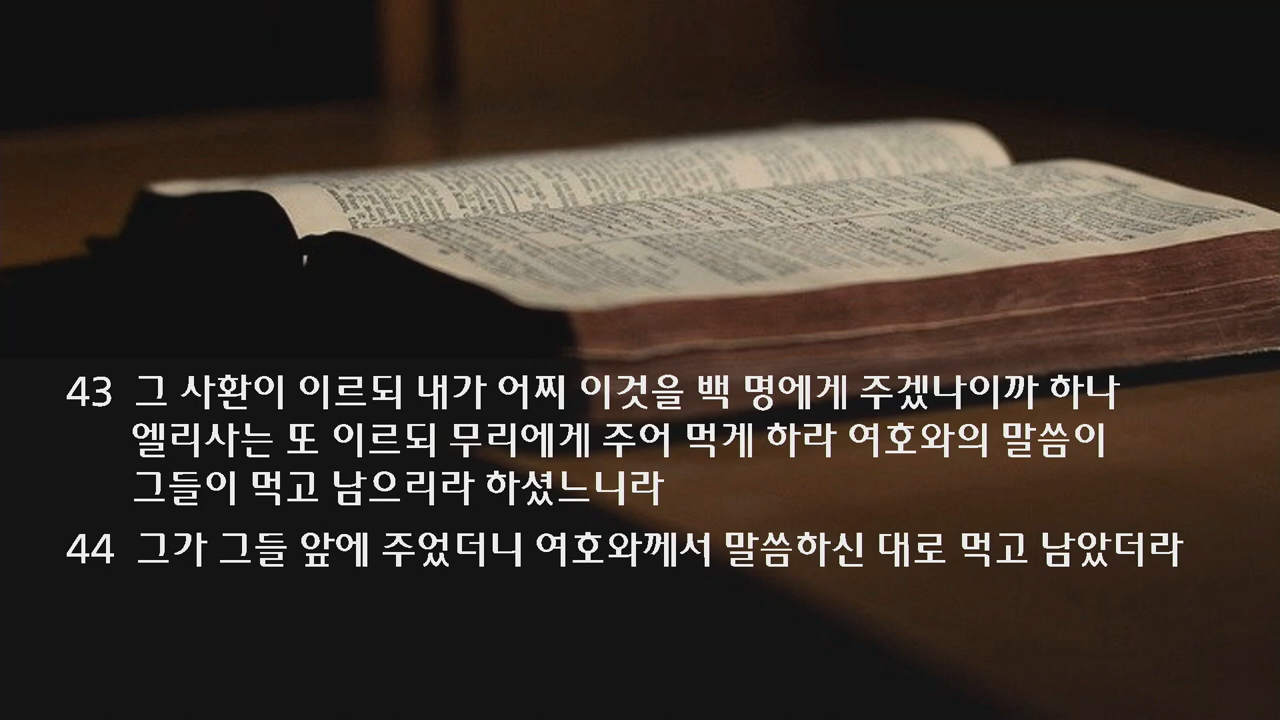 43 그 사환이 이르되 내가 어찌 이것을 백 명에게 주겠나이까 하나
엘리사는 또 이르되 무리에게 주어 먹게 하라 여호와의 말씀이
그들이 먹고 남으리라 하셨느니라
44 그가 그들 앞에 주었더니 여호와께서 말씀하신 대로 먹고 남았더라